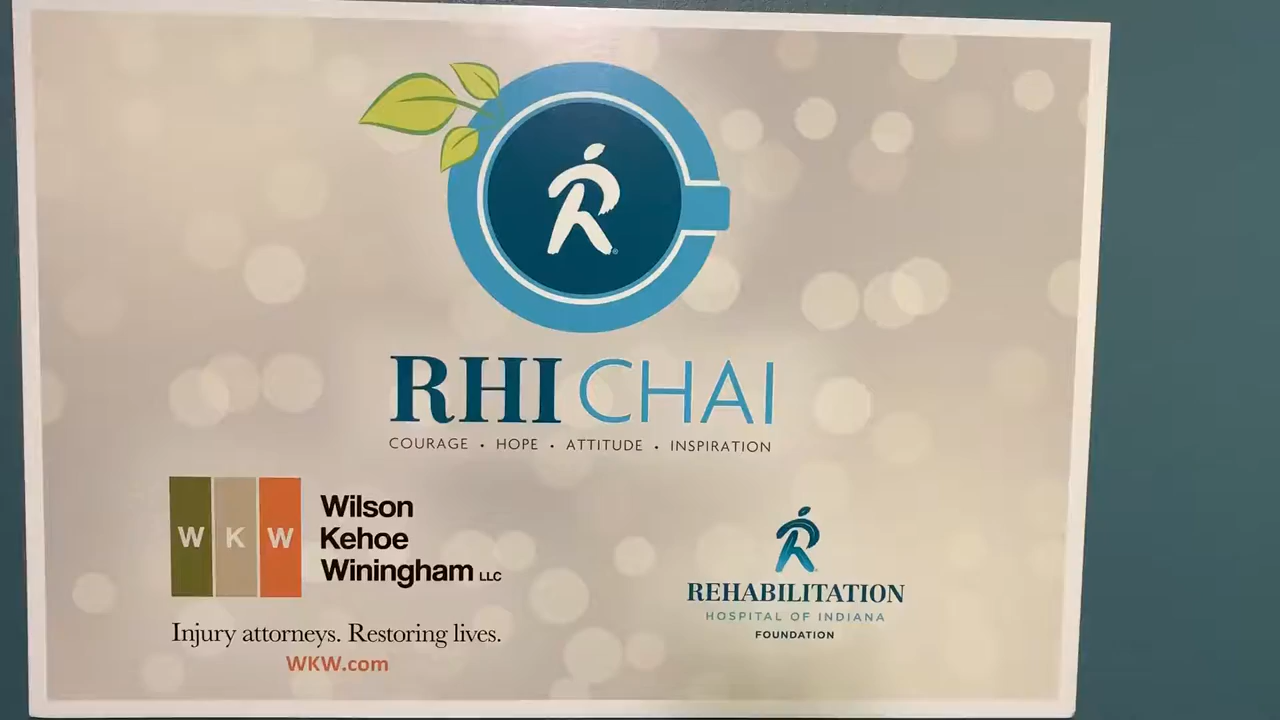 RHI CHAI
COURAGE • HOPE • ATTITUDE • INSPIRATION
W K W
Wilson
Kehoe
Winingham LLC
Injury attorneys. Restoring lives.
WKW.com
REHABILITATION
HOSPITAL OF INDIANA
FOUNDATION